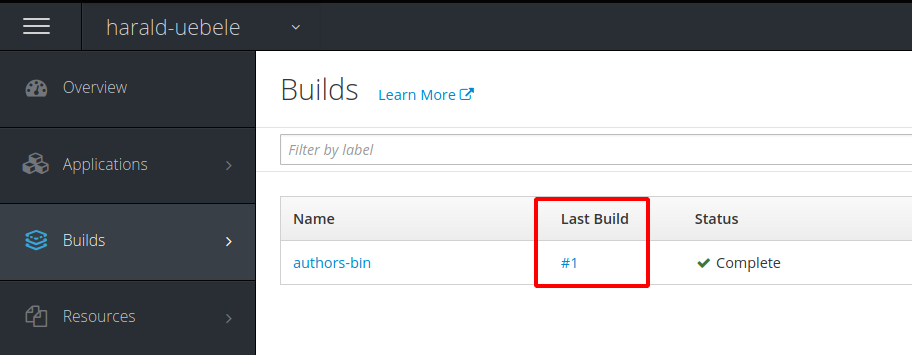 harald-uebele
Overview
Applications
Builds
Resources
Builds Learn More
Filter by label
Name Last Build Status
authors-bin #1 Complete